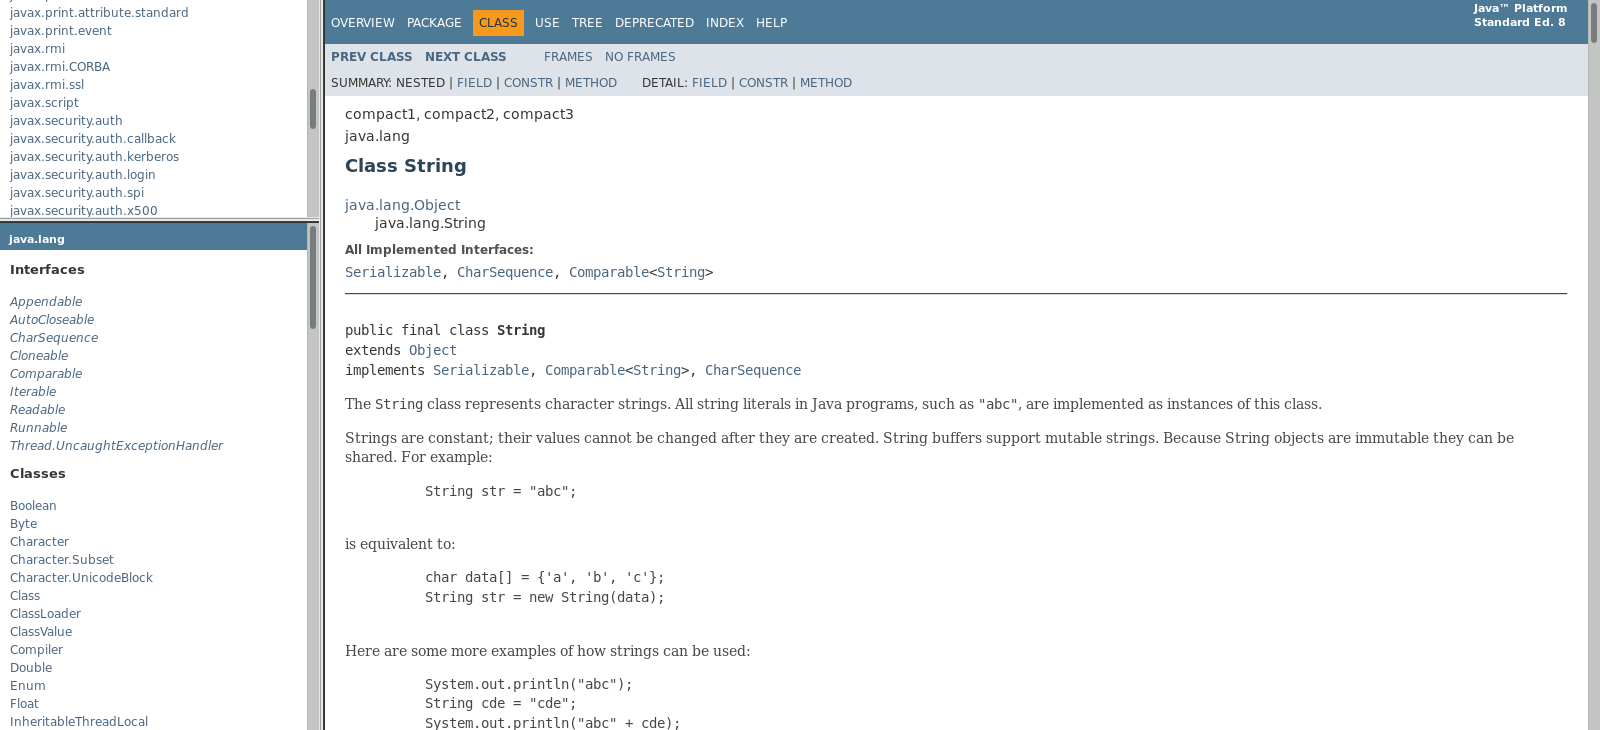 javax.print.attribute.standard
javax.print.event
javax.rmi
javax.rmi.CORBA
javax.rmi.ssl
javax.script
javax.security.auth
javax.security.auth.callback
javax.security.auth.kerberos
javax.security.auth.login
javax.security.auth.spi
javax.security.auth.x500
java.lang
Interfaces
Appendable
AutoCloseable
CharSequence
Cloneable
Comparable
Iterable
Readable
Runnable
Thread.UncaughtExceptionHandler
Classes
Boolean
Byte
Character
Character.Subset
Character.UnicodeBlock
Class
ClassLoader
ClassValue
Compiler
Double
Enum
Float
InheritableThreadLocal
OVERVIEW PACKAGE CLASS USE TREE DEPRECATED INDEX HELP
Java™ Platform
Standard Ed. 8
PREV CLASS NEXT CLASS FRAMES NO FRAMES
SUMMARY: NESTED | FIELD | CONSTR | METHOD DETAIL: FIELD | CONSTR | METHOD
compact1, compact2, compact3
java.lang
Class String
java.lang.Object
java.lang.String
All Implemented Interfaces:
Serializable, CharSequence, Comparable<String>
public final class String
extends Object
implements Serializable, Comparable<String>, CharSequence
The String class represents character strings. All string literals in Java programs, such as "abc", are implemented as instances of this class.
Strings are constant; their values cannot be changed after they are created. String buffers support mutable strings. Because String objects are immutable they can be
shared. For example:
String str = "abc";
is equivalent to:
char data[] = {'a', 'b', 'c'};
String str = new String(data);
Here are some more examples of how strings can be used:
System.out.println("abc");
String cde = "cde";
System.out.println("abc" + cde);